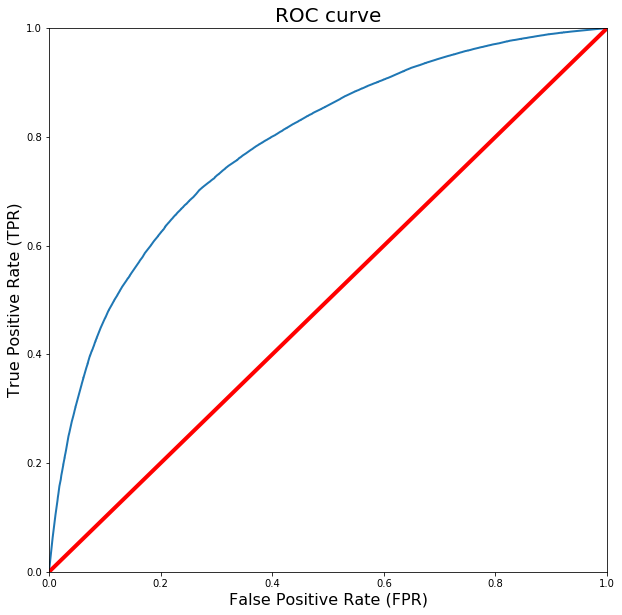 ROC curve
1.0
0.8
0.6
0.4
0.2
0.0
True Positive Rate (TPR)
0.0 0.2 0.4 0.6 0.8 1.0
False Positive Rate (FPR)